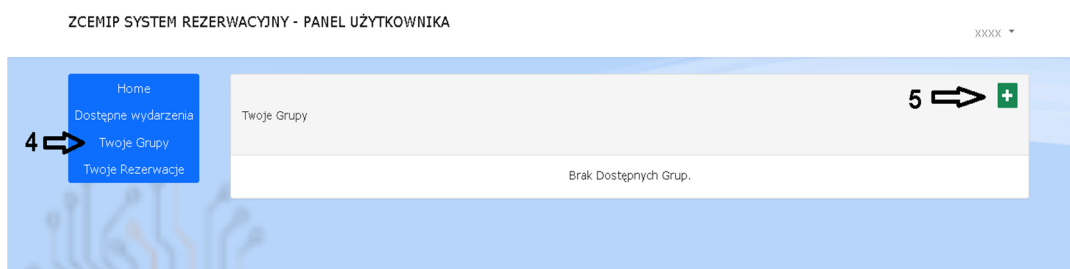 ZCEMIP SYSTEM REZERWACYJNY - PANEL UŻYTKOWNIKA
xxxx
Home
Dostępne wydarzenia
4 Twoje Grupy
Twoje Rezerwacje
Twoje Grupy
5 +
Brak Dostępnych Grup.